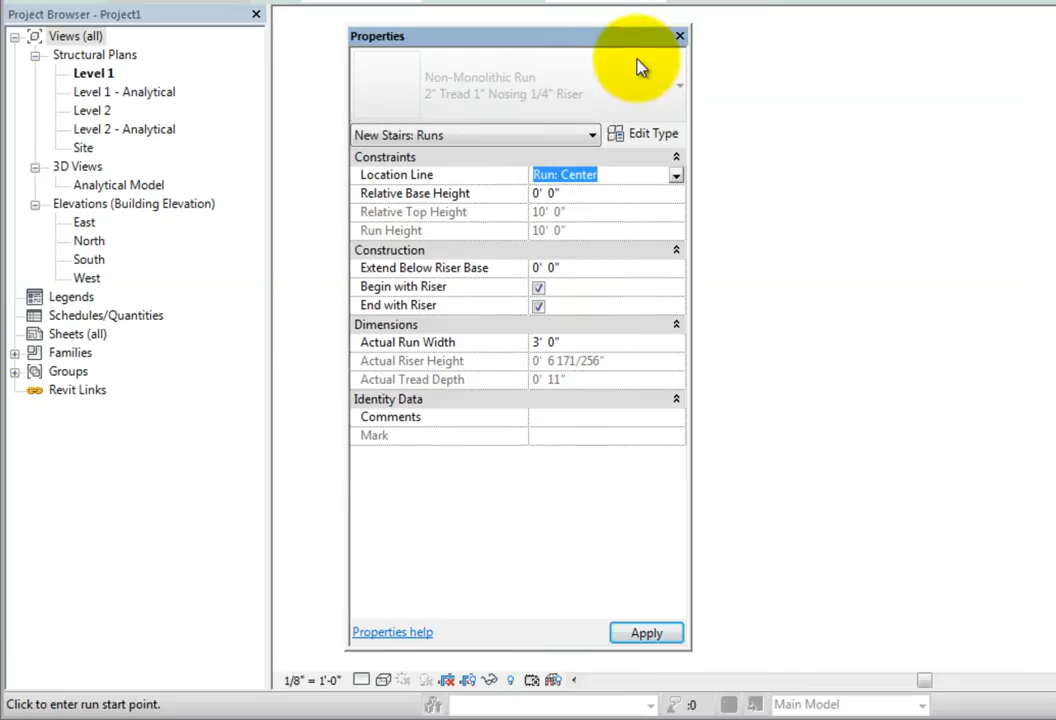 Project Browser - Project1
Views (all)
Structural Plans
Level 1
Level 1 - Analytical
Level 2
Level 2 - Analytical
Site
3D Views
Analytical Model
Elevations (Building Elevation)
East
North
South
West
Legends
Schedules/Quantities
Sheets (all)
Families
Groups
Revit Links
Properties
Non-Monolithic Run
2" Tread 1" Nosing 1/4" Riser
New Stairs: Runs
Edit Type
Constraints
Location Line Run: Center
Relative Base Height 0' 0"
Relative Top Height 10' 0"
Run Height 10' 0"
Construction
Extend Below Riser Base 0' 0"
Begin with Riser
End with Riser
Dimensions
Actual Run Width 3' 0"
Actual Riser Height 0' 6 171/256"
Actual Tread Depth 0' 11"
Identity Data
Comments
Mark
Properties help
Apply
1/8" = 1'-0"
Click to enter run start point.
:0
Main Model